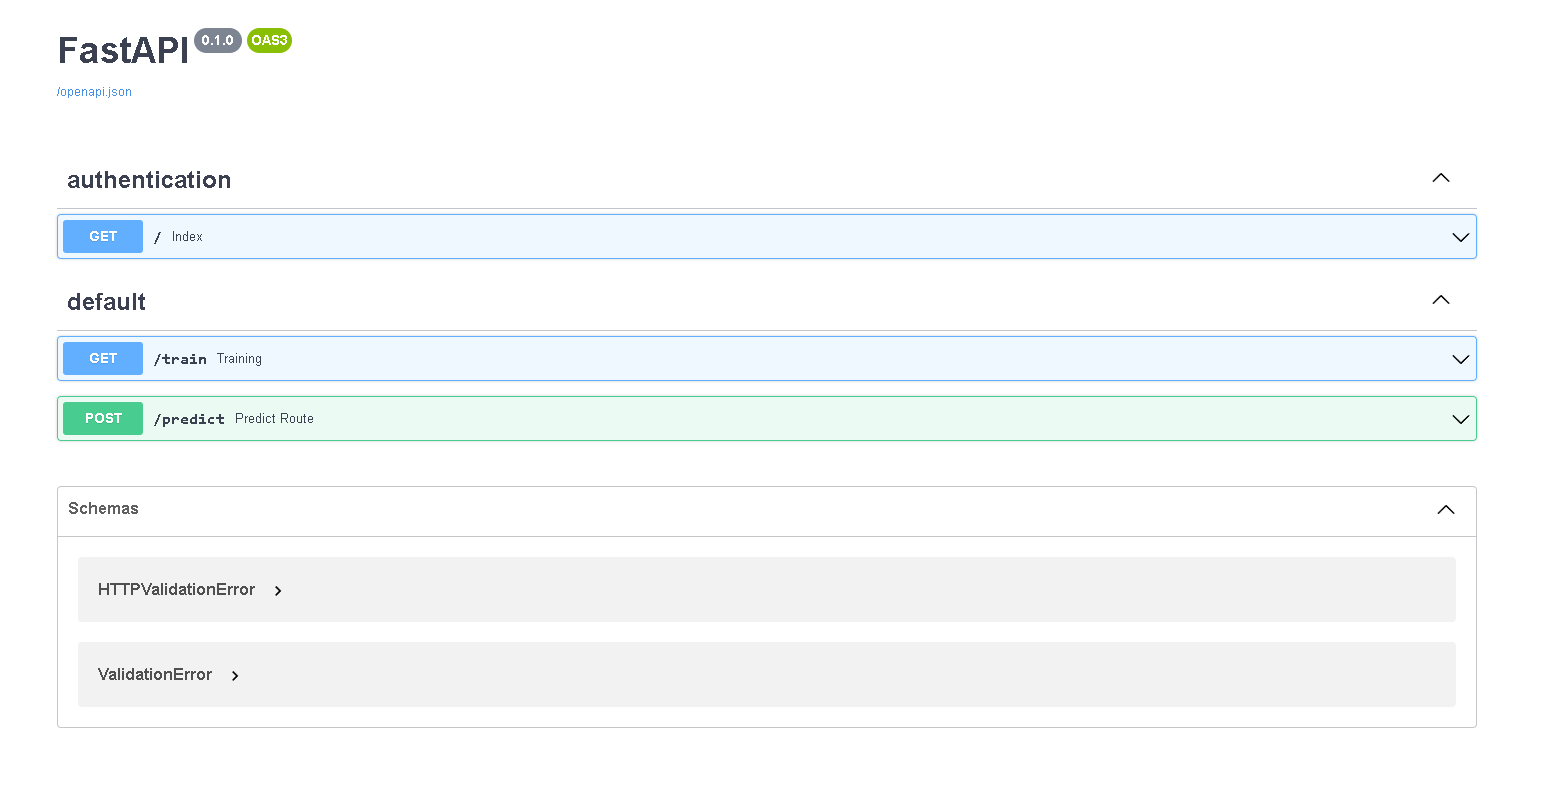 FastAPI 0.1.0 OAS3
/openapi.json
authentication
GET / Index
default
GET /train Training
POST /predict Predict Route
Schemas
HTTPValidationError
ValidationError